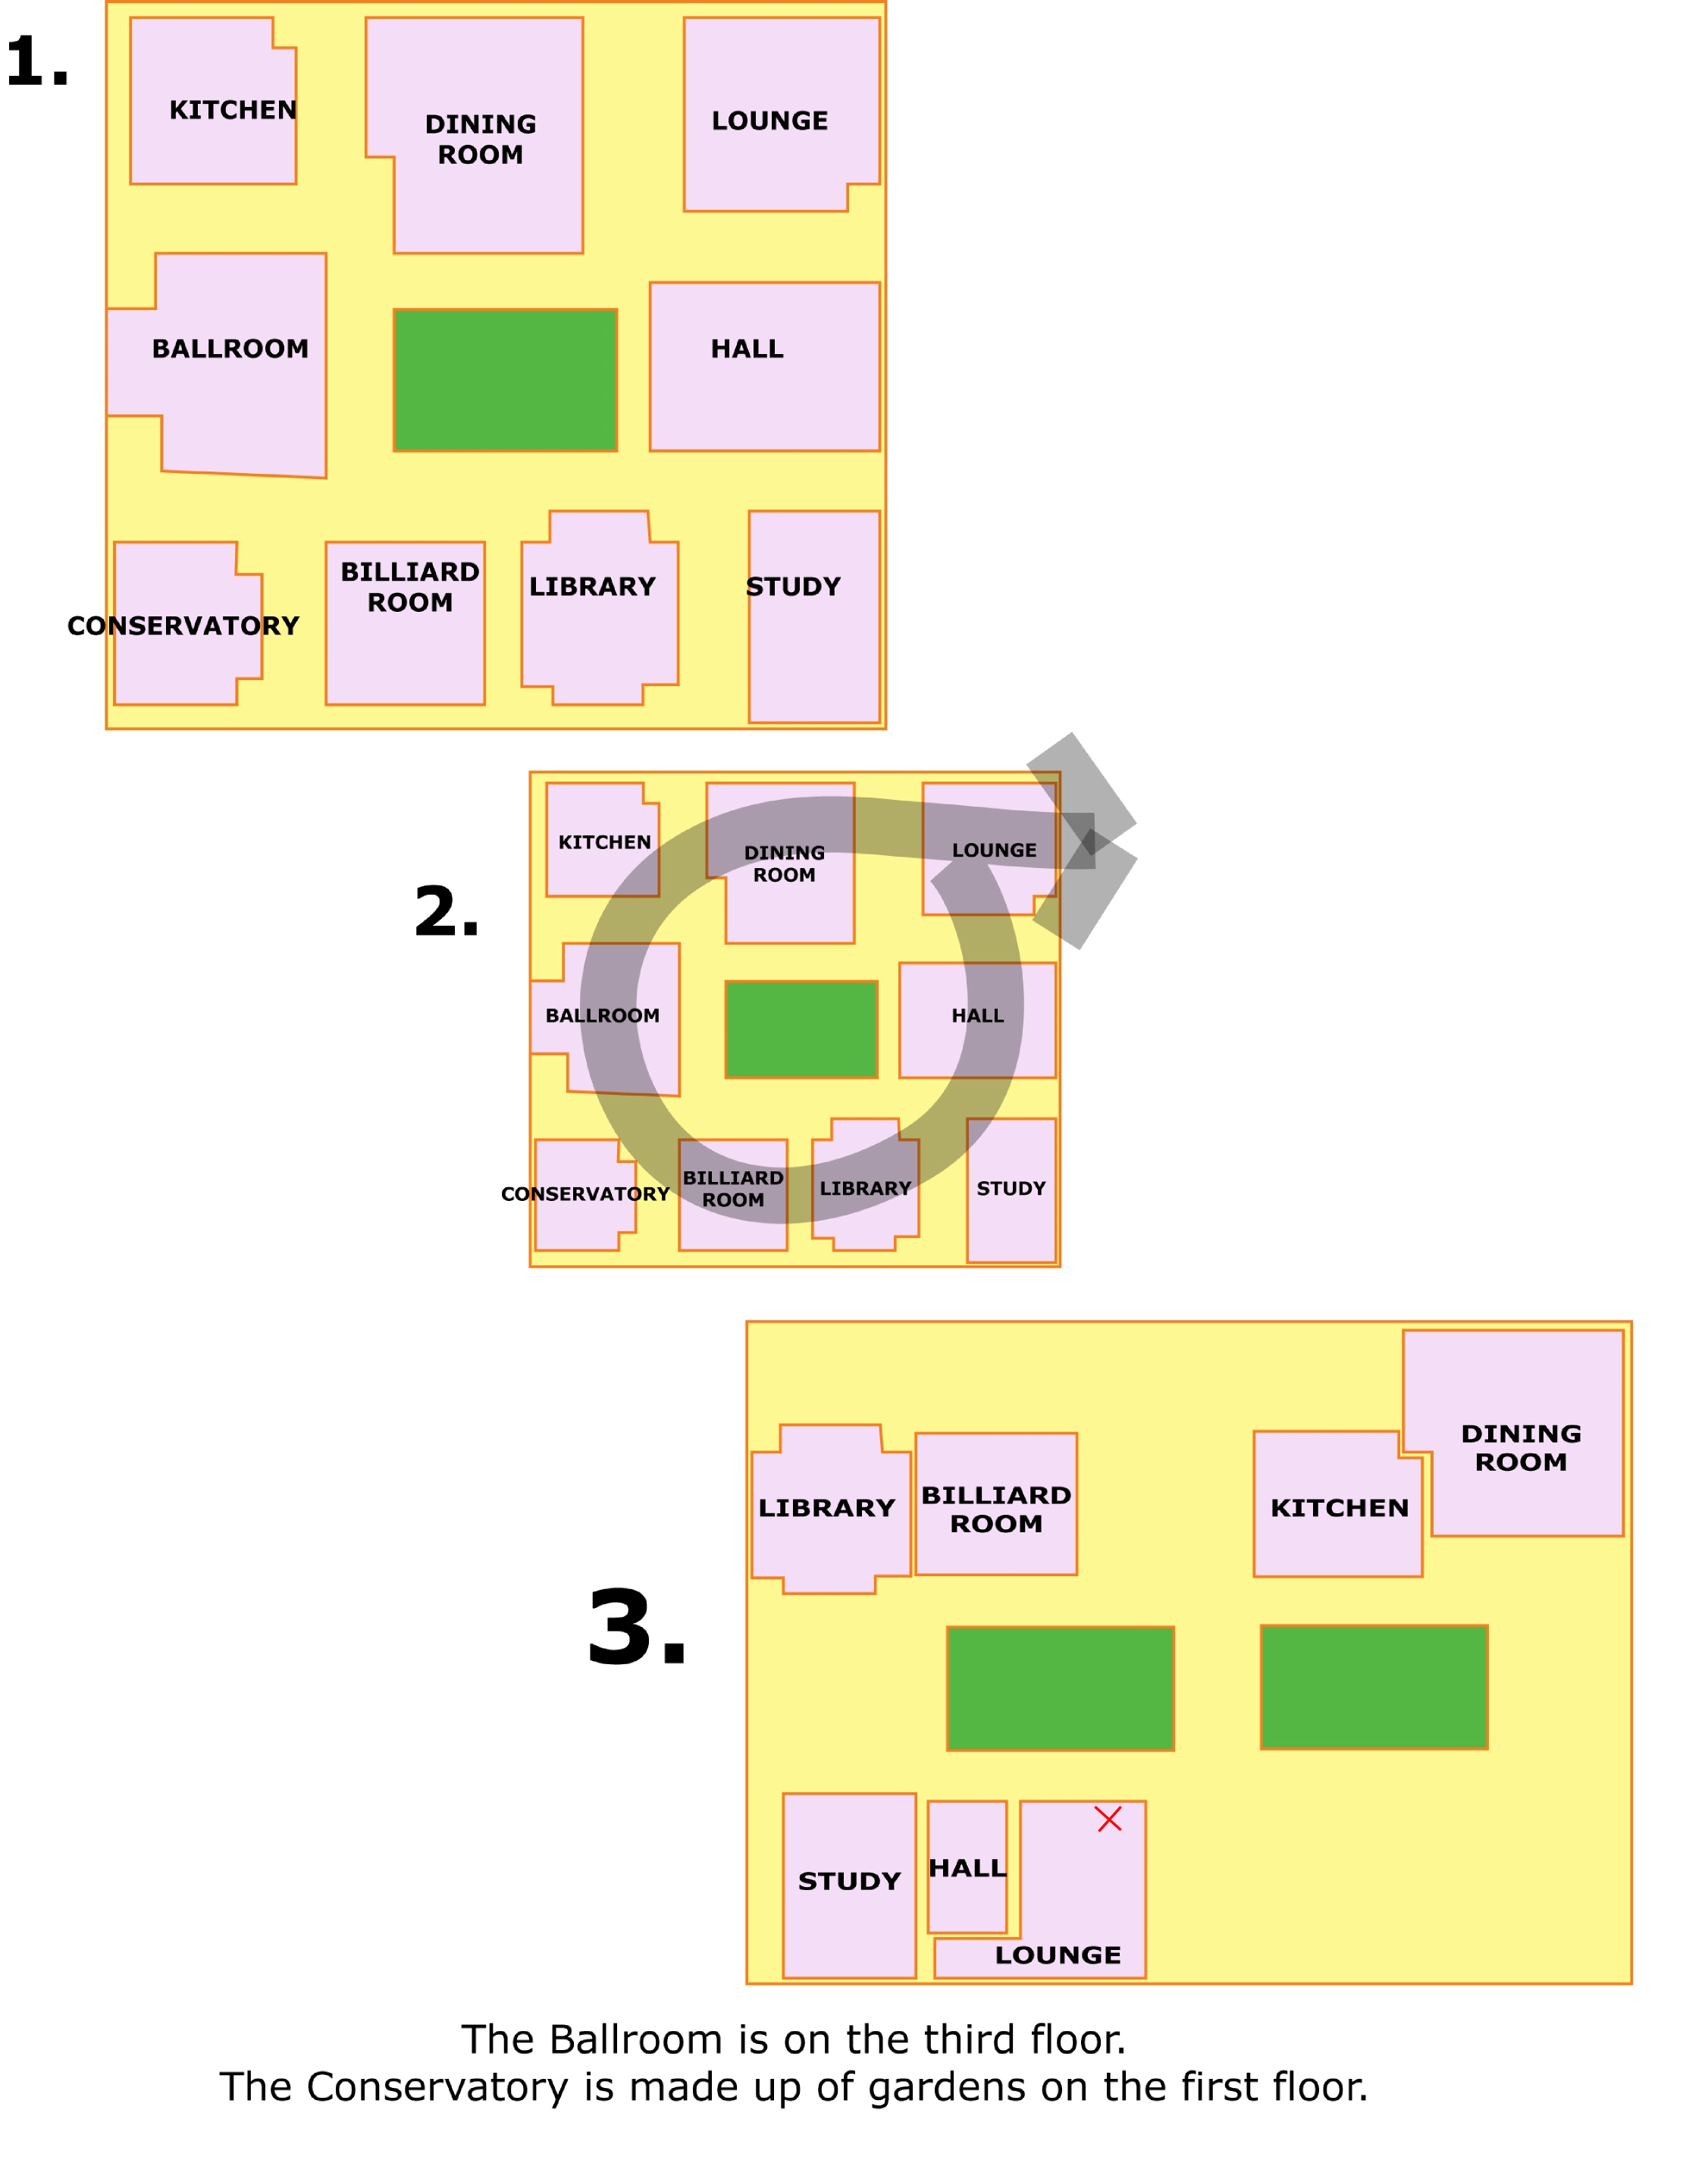 1.
KITCHEN
DINING
ROOM
LOUNGE
BALLROOM
HALL
CONSERVATORY
BILLIARD
ROOM
LIBRARY
STUDY
2.
KITCHEN
DINING
ROOM
LOUNGE
BALLROOM
HALL
CONSERVATORY
BILLIARD
ROOM
LIBRARY
STUDY
3.
LIBRARY
BILLIARD
ROOM
KITCHEN
DINING
ROOM
STUDY
HALL
LOUNGE
The Ballroom is on the third floor.
The Conservatory is made up of gardens on the first floor.